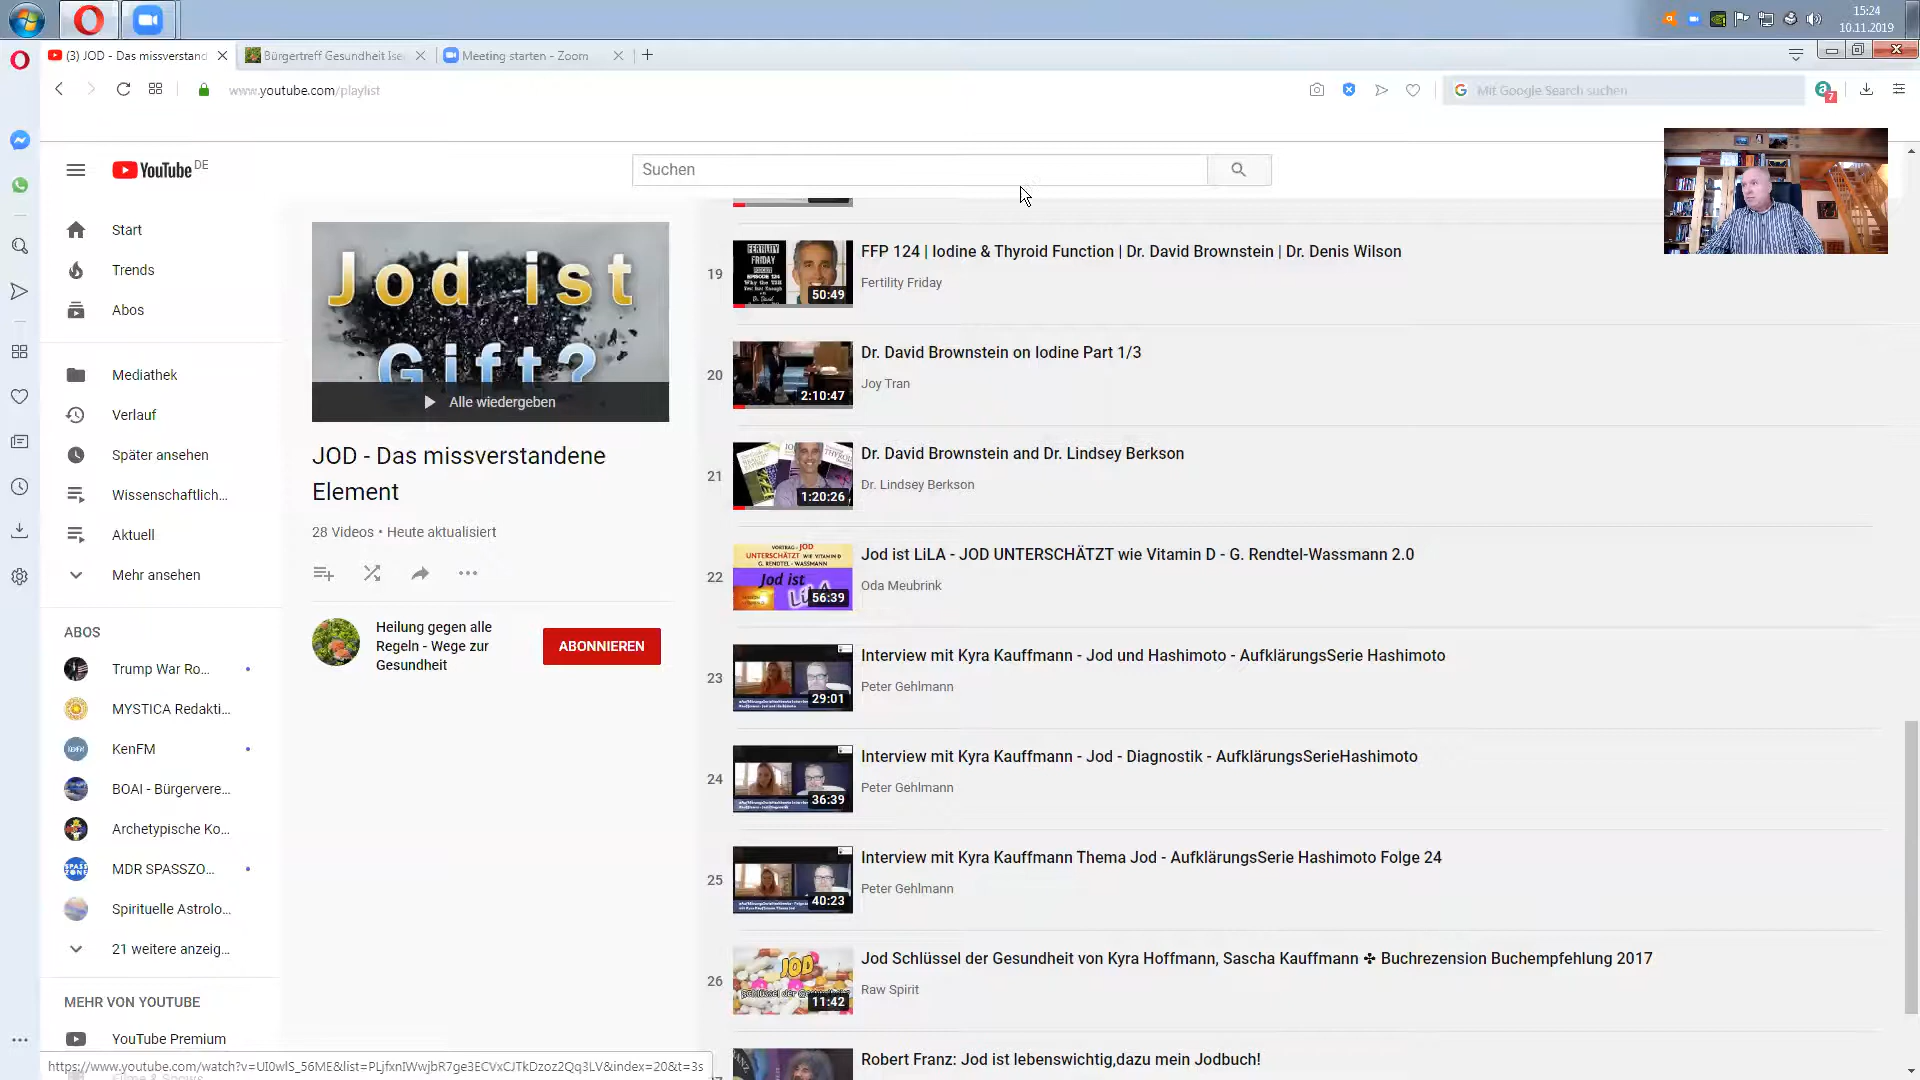 15:24
10.11.2019
(3) JOD - Das missverstand
Bürgertreff Gesundheit Ise
Meeting starten - Zoom
www.youtube.com/playlist
Mit Google Search suchen
7
YouTube DE
Suchen
Start
Trends
Abos
Mediathek
Verlauf
Später ansehen
Wissenschaftlich...
Aktuell
Mehr ansehen
ABOS
Trump War Ro...
MYSTICA Redakti...
KenFM
BOAI - Bürgervere...
Archetypische Ko...
MDR SPASSZO...
Spirituelle Astrolo...
21 weitere anzeig...
MEHR VON YOUTUBE
YouTube Premium
Jod ist
Gift?
Alle wiedergeben
JOD - Das missverstandene
Element
28 Videos • Heute aktualisiert
Heilung gegen alle
Regeln - Wege zur
Gesundheit
ABONNIEREN
19
50:49
FFP 124 | Iodine & Thyroid Function | Dr. David Brownstein | Dr. Denis Wilson
Fertility Friday
20
2:10:47
Dr. David Brownstein on Iodine Part 1/3
Joy Tran
21
1:20:26
Dr. David Brownstein and Dr. Lindsey Berkson
Dr. Lindsey Berkson
22
VORTRAG - JOD
UNTERSCHÄTZT WIE VITAMIN D
G. RENDTEL - WASSMANN
Jod ist
56:39
Jod ist LiLA - JOD UNTERSCHÄTZT wie Vitamin D - G. Rendtel-Wassmann 2.0
Oda Meubrink
23
29:01
Interview mit Kyra Kauffmann - Jod und Hashimoto - AufklärungsSerie Hashimoto
Peter Gehlmann
24
36:39
Interview mit Kyra Kauffmann - Jod - Diagnostik - AufklärungsSerieHashimoto
Peter Gehlmann
25
40:23
Interview mit Kyra Kauffmann Thema Jod - AufklärungsSerie Hashimoto Folge 24
Peter Gehlmann
26
JOD
11:42
Jod Schlüssel der Gesundheit von Kyra Hoffmann, Sascha Kauffmann ✤ Buchrezension Buchempfehlung 2017
Raw Spirit
Robert Franz: Jod ist lebenswichtig,dazu mein Jodbuch!
https://www.youtube.com/watch?v=UI0wlS_56ME&list=PLjfxnIWwjbR7ge3ECVxCJTkDzoz2Qq3LV&index=20&t=3s